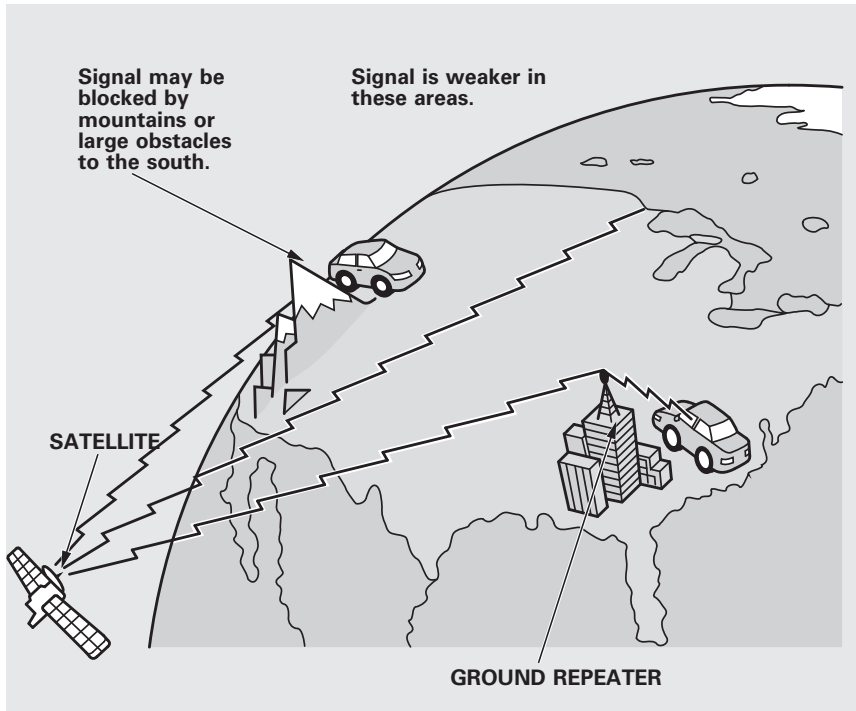 Signal may be
blocked by
mountains or
large obstacles
to the south.
Signal is weaker in
these areas.
SATELLITE
GROUND REPEATER